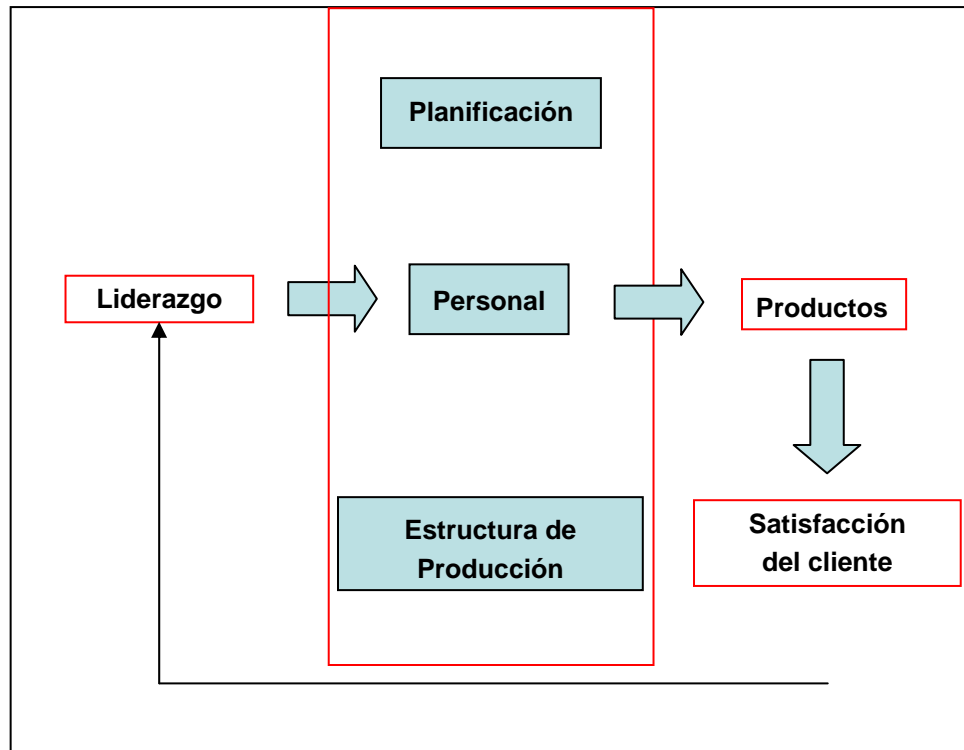 Planificación
Liderazgo
Personal
Productos
Estructura de
Producción
Satisfacción
del cliente